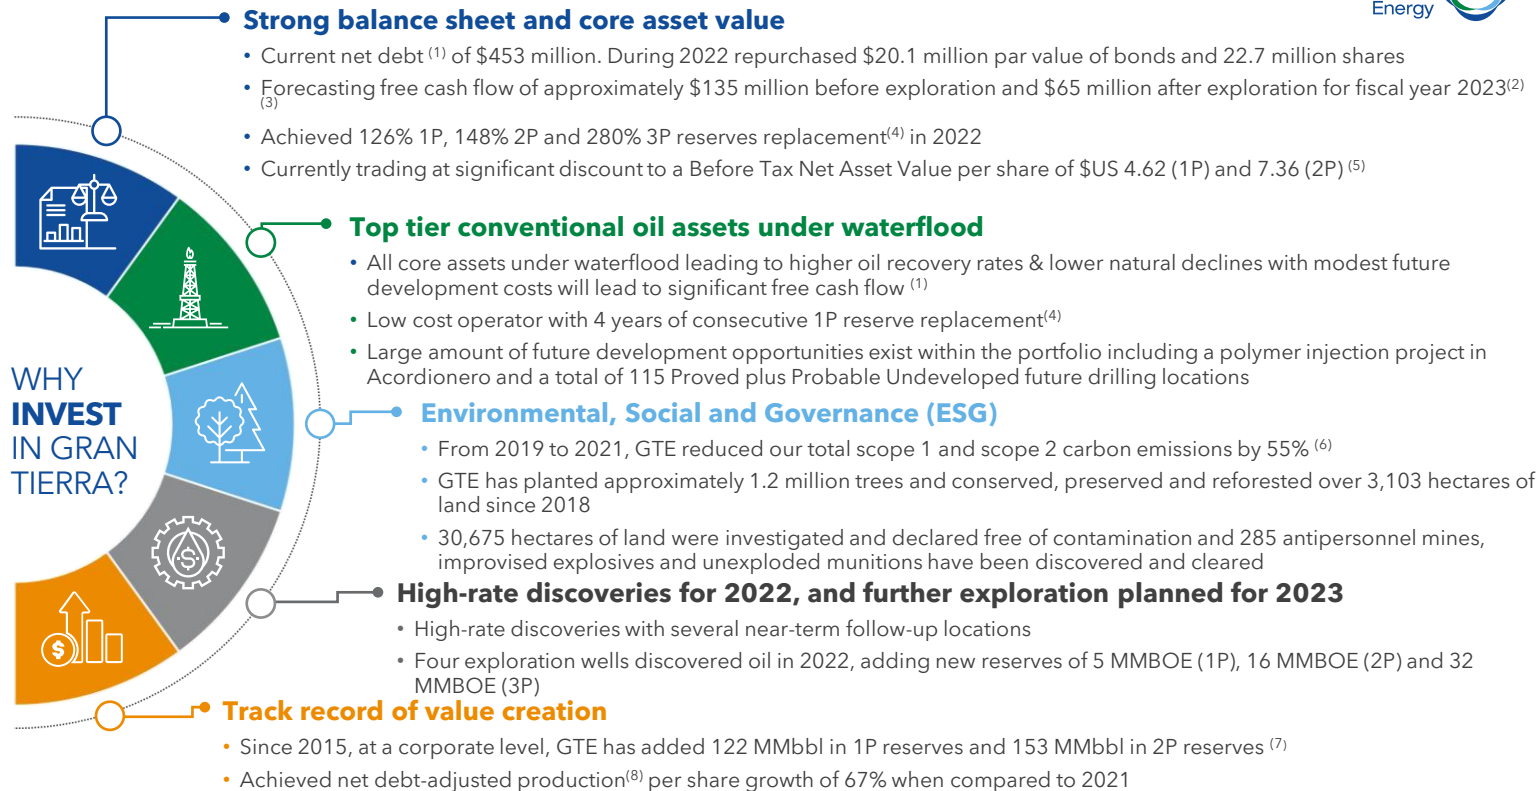 Energy
Strong balance sheet and core asset value
• Current net debt (1) of $453 million. During 2022 repurchased $20.1 million par value of bonds and 22.7 million shares
• Forecasting free cash flow of approximately $135 million before exploration and $65 million after exploration for fiscal year 2023(2)
(3)
• Achieved 126% 1P, 148% 2P and 280% 3P reserves replacement(4) in 2022
• Currently trading at significant discount to a Before Tax Net Asset Value per share of $US 4.62 (1P) and 7.36 (2P) (5)
Top tier conventional oil assets under waterflood
• All core assets under waterflood leading to higher oil recovery rates & lower natural declines with modest future
development costs will lead to significant free cash flow (1)
• Low cost operator with 4 years of consecutive 1P reserve replacement(4)
• Large amount of future development opportunities exist within the portfolio including a polymer injection project in
Acordionero and a total of 115 Proved plus Probable Undeveloped future drilling locations
WHY
INVEST
IN GRAN
TIERRA?
Environmental, Social and Governance (ESG)
• From 2019 to 2021, GTE reduced our total scope 1 and scope 2 carbon emissions by 55% (6)
• GTE has planted approximately 1.2 million trees and conserved, preserved and reforested over 3,103 hectares of
land since 2018
• 30,675 hectares of land were investigated and declared free of contamination and 285 antipersonnel mines,
improvised explosives and unexploded munitions have been discovered and cleared
$
High-rate discoveries for 2022, and further exploration planned for 2023
• High-rate discoveries with several near-term follow-up locations
• Four exploration wells discovered oil in 2022, adding new reserves of 5 MMBOE (1P), 16 MMBOE (2P) and 32
MMBOE (3P)
$
Track record of value creation
• Since 2015, at a corporate level, GTE has added 122 MMbbl in 1P reserves and 153 MMbbl in 2P reserves (7)
• Achieved net debt-adjusted production(8) per share growth of 67% when compared to 2021